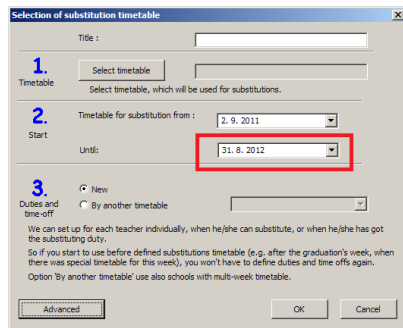 Selection of substitution timetable
Title :
1.
Timetable
Select timetable
Select timetable, which will be used for substitutions.
2.
Start
Timetable for substitution from :
2. 9. 2011
Until:
31. 8. 2012
3.
Duties and
time-off
New
By another timetable
We can set up for each teacher individually, when he/she can substitute, or when he/she has got
the substituting duty.
So if you start to use before defined substitutions timetable (e.g. after the graduation's week, when
there was special timetable for this week), you won't have to define duties and time offs again.
Option 'By another timetable' use also schools with multi-week timetable.
Advanced
OK
Cancel